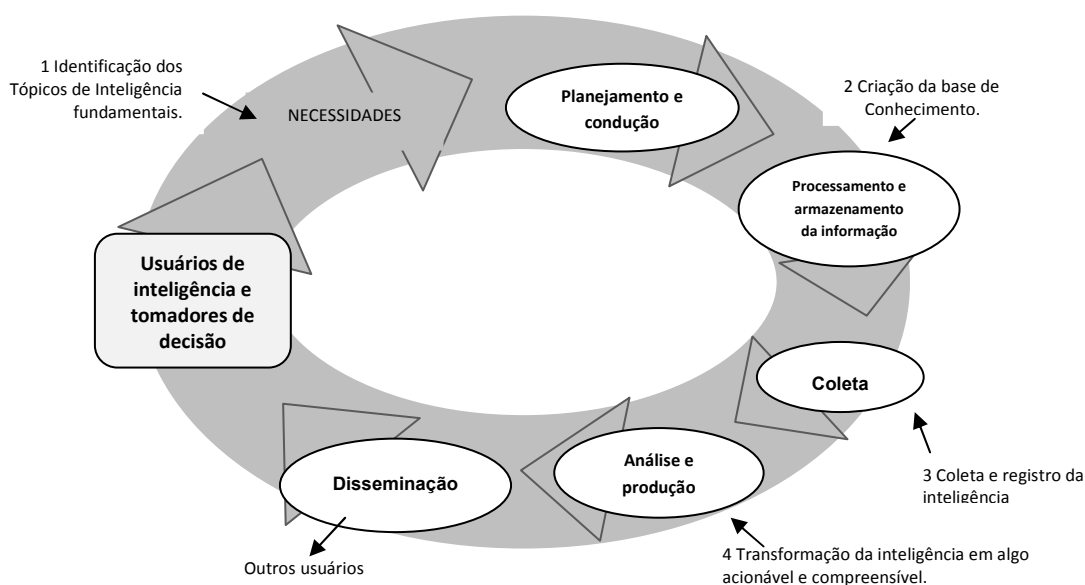 1 Identificação dos
Tópicos de Inteligência
fundamentais.
NECESSIDADES
Planejamento e
condução
2 Criação da base de
Conhecimento.
Processamento e
armazenamento
da informação
Usuários de
inteligência e
tomadores de
decisão
Coleta
3 Coleta e registro da
inteligência
Análise e
produção
Disseminação
4 Transformação da inteligência em algo
acionável e compreensível.
Outros usuários